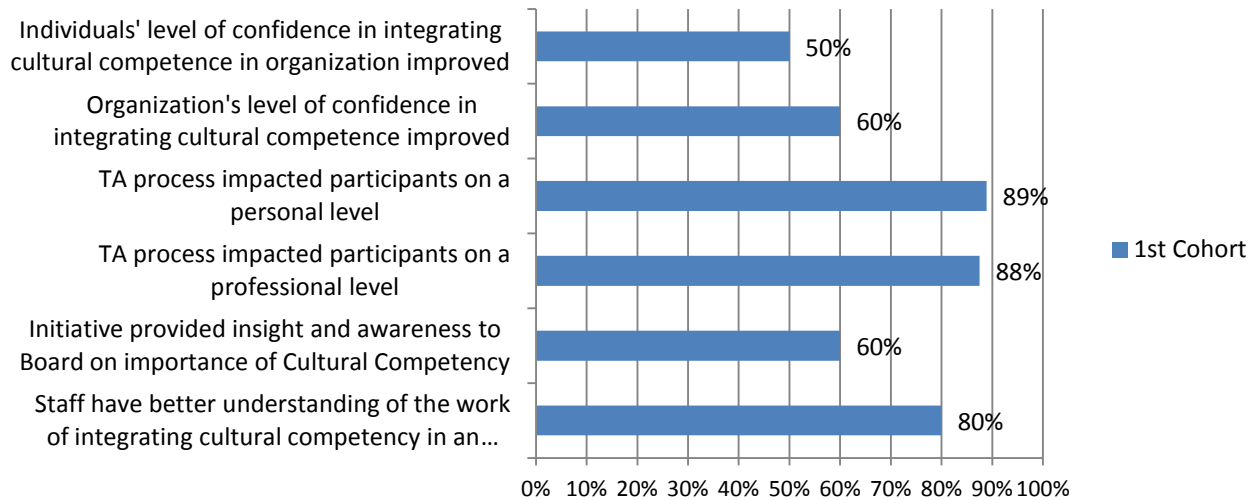 Individuals' level of confidence in integrating
cultural competence in organization improved
50%
Organization's level of confidence in
integrating cultural competence improved
60%
TA process impacted participants on a
personal level
89%
TA process impacted participants on a
professional level
88%
Initiative provided insight and awareness to
Board on importance of Cultural Competency
60%
Staff have better understanding of the work
of integrating cultural competency in an…
80%
0% 10% 20% 30% 40% 50% 60% 70% 80% 90% 100%
1st Cohort